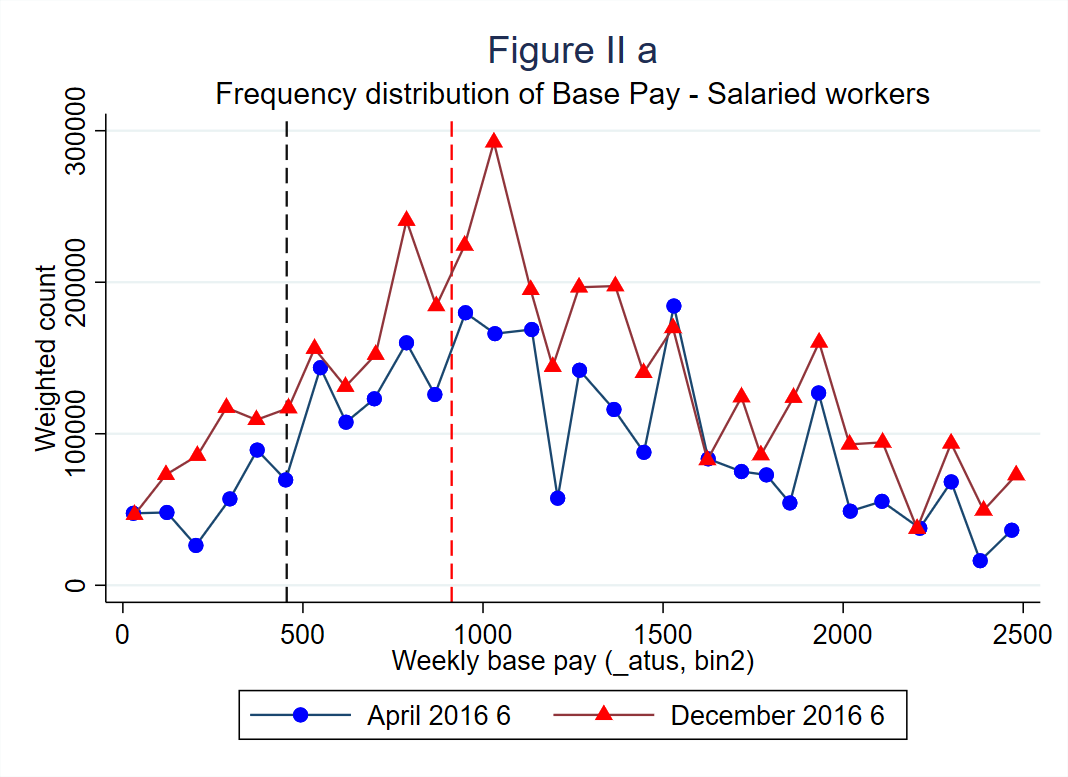 Figure II a
Frequency distribution of Base Pay - Salaried workers
Weighted count
300000
200000
100000
0
0 500 1000 1500 2000 2500
Weekly base pay (_atus, bin2)
April 2016 6 December 2016 6